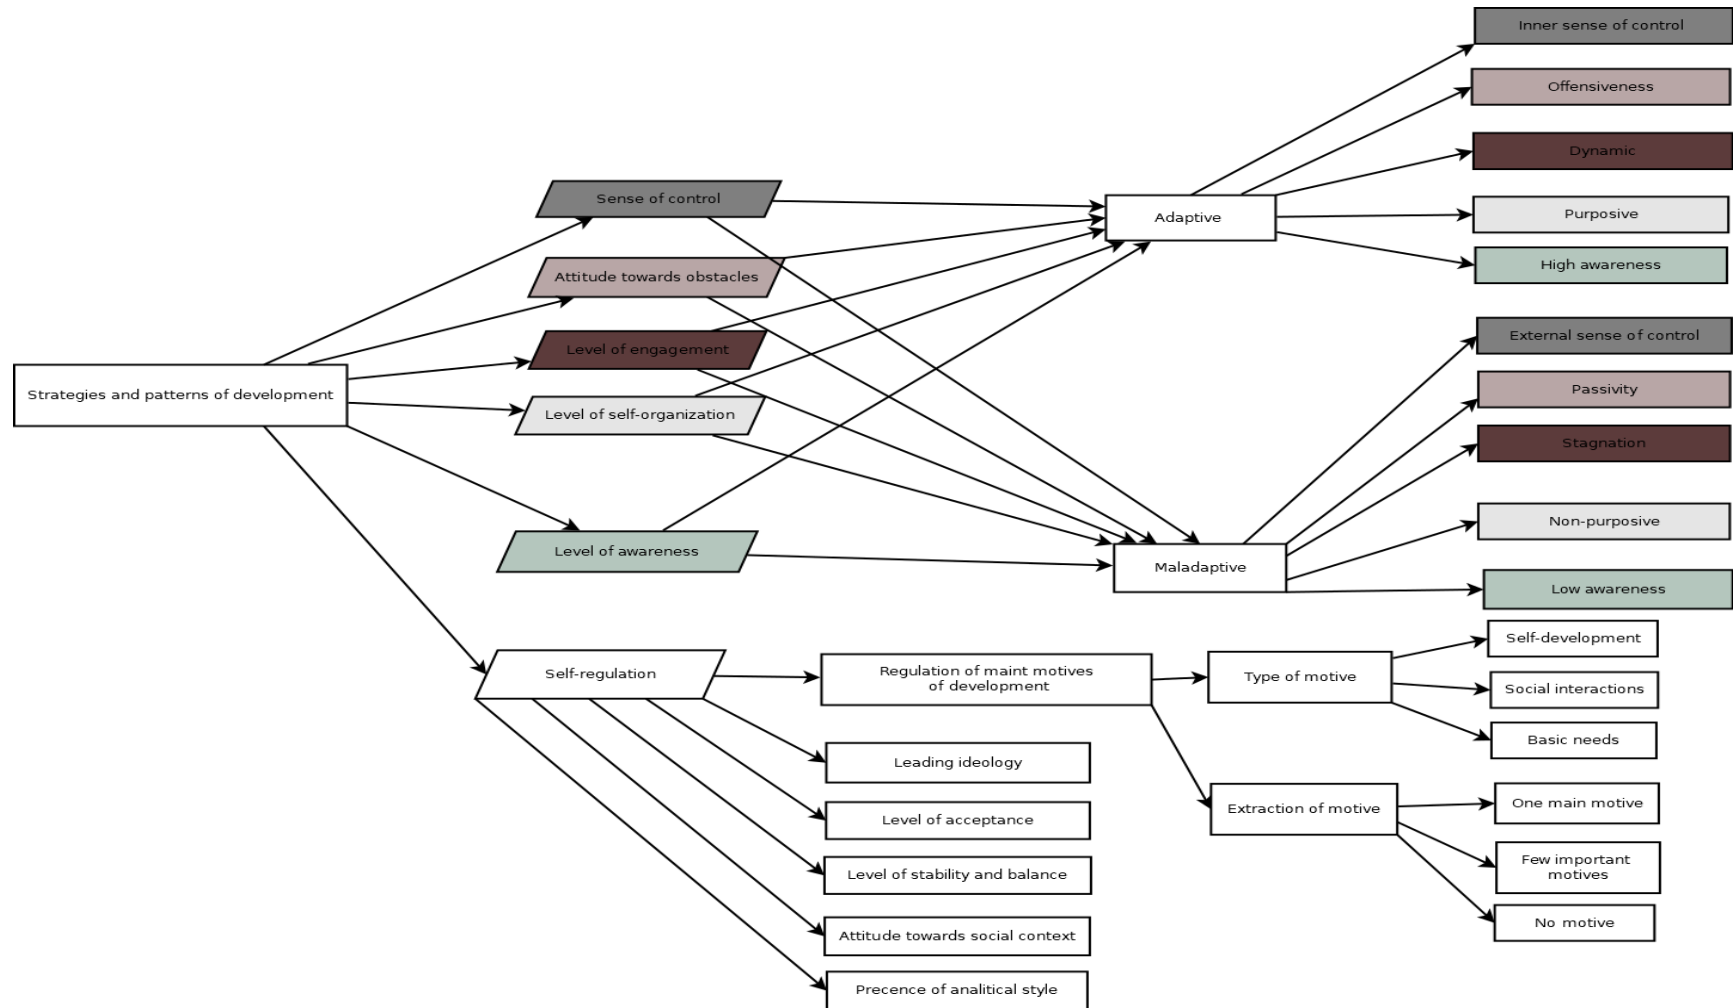 Inner sense of control
Offensiveness
Dynamic
Sense of control
Adaptive
Purposive
High awareness
Attitude towards obstacles
Level of engagement
External sense of control
Passivity
Strategies and patterns of development
Level of self-organization
Stagnation
Non-purposive
Level of awareness
Maladaptive
Low awareness
Self-regulation
Regulation of maint motives
of development
Type of motive
Self-development
Social interactions
Basic needs
Leading ideology
Level of acceptance
Extraction of motive
One main motive
Level of stability and balance
Few important
motives
Attitude towards social context
No motive
Precence of analitical style